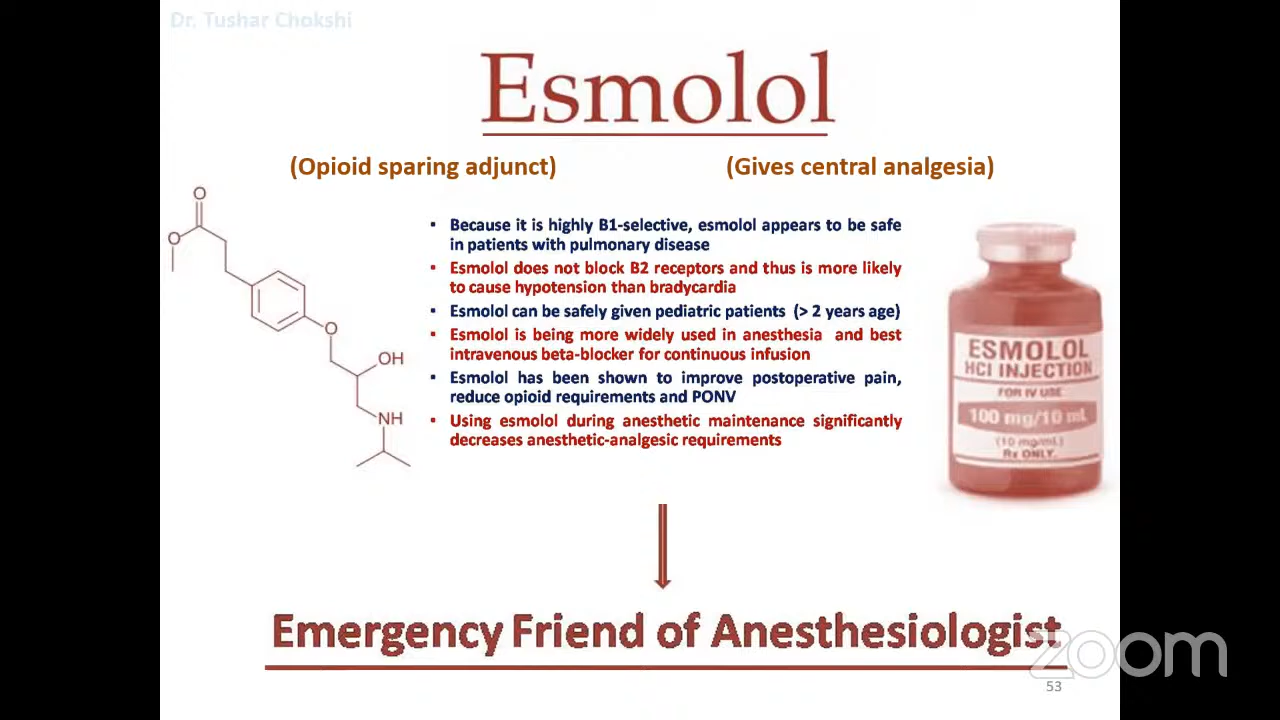 Dr. Tushar Chokshi
Esmolol
(Opioid sparing adjunct)
(Gives central analgesia)
• Because it is highly B1-selective, esmolol appears to be safe
in patients with pulmonary disease
• Esmolol does not block B2 receptors and thus is more likely
to cause hypotension than bradycardia
• Esmolol can be safely given pediatric patients (> 2 years age)
• Esmolol is being more widely used in anesthesia and best
intravenous beta-blocker for continuous infusion
• Esmolol has been shown to improve postoperative pain,
reduce opioid requirements and PONV
• Using esmolol during anesthetic maintenance significantly
decreases anesthetic-analgesic requirements
O
O
O
OH
NH
ESMOLOL
HCl INJECTION
FOR IV USE
100 mg/10 mL
(10 mg/mL)
Rx ONLY.
Emergency Friend of Anesthesiologist
zoom
53